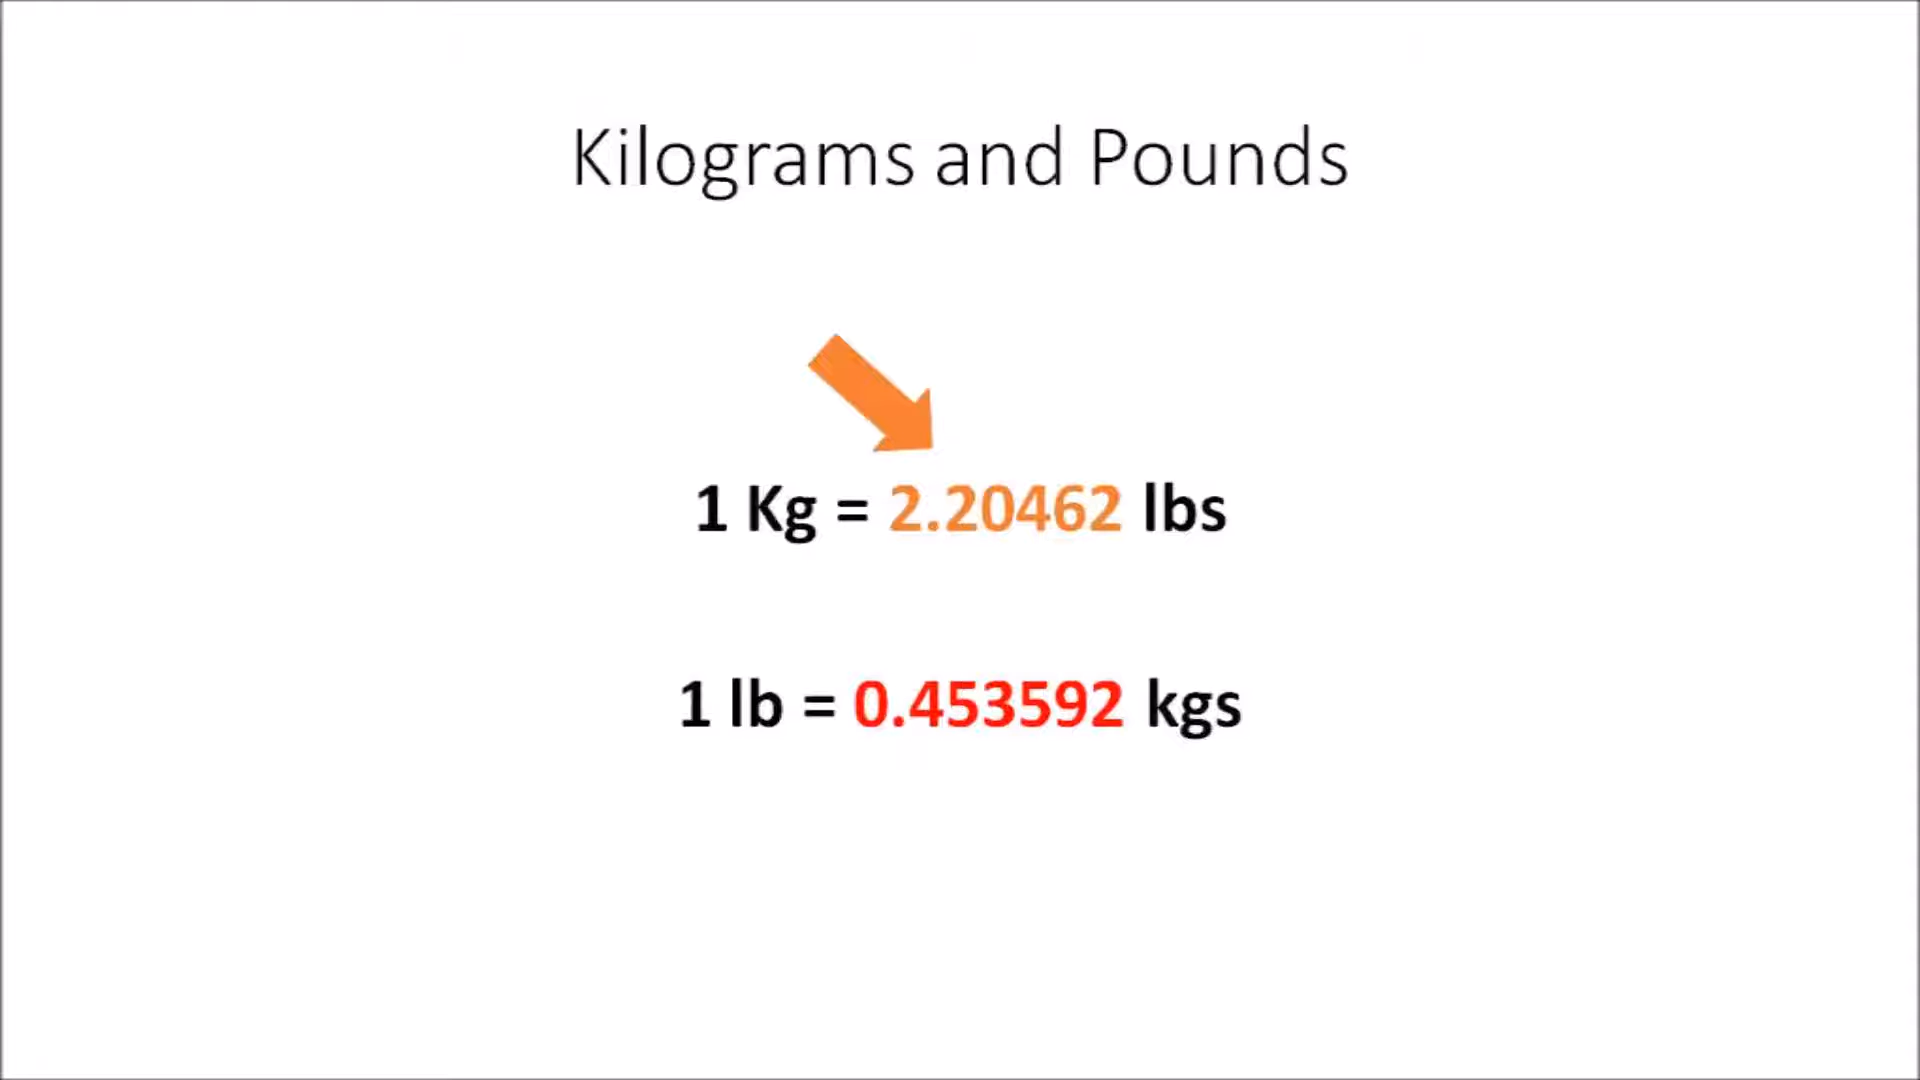 Kilograms and Pounds
1 Kg = 2.20462 lbs
1 lb = 0.453592 kgs